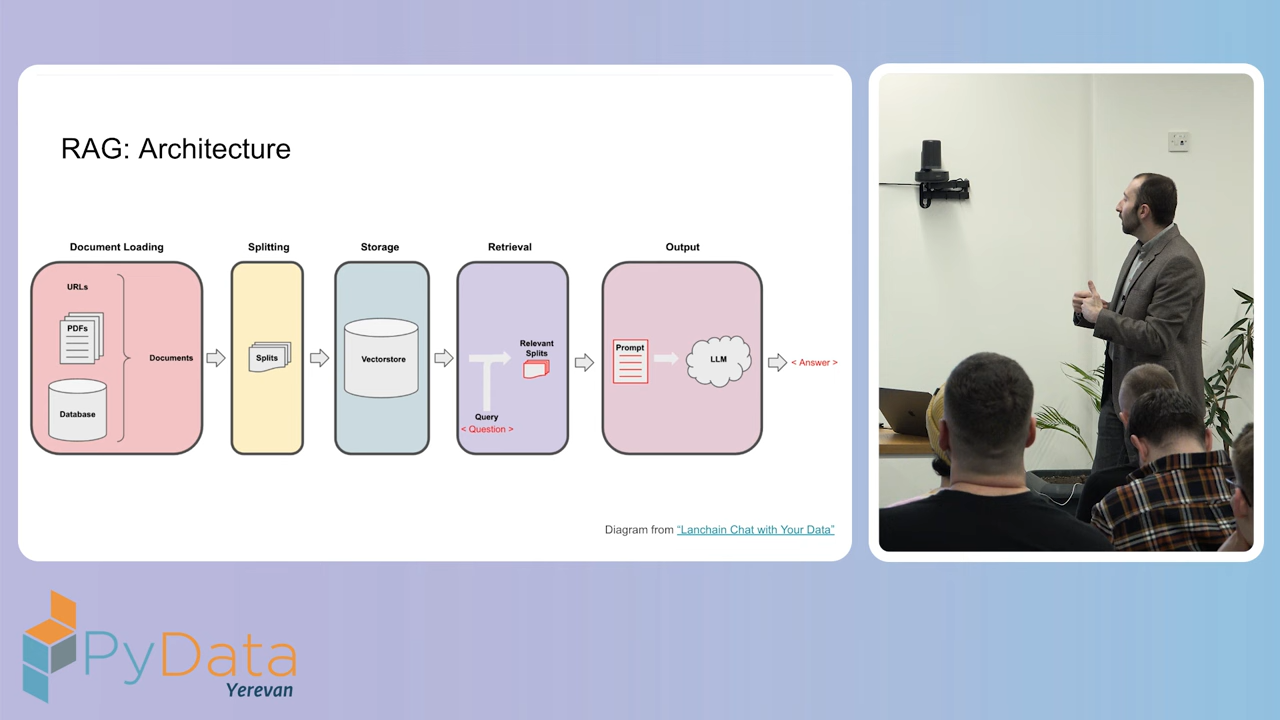 RAG: Architecture
Document Loading
URLs
PDFs
Database
Documents
Splitting
Splits
Storage
Vectorstore
Retrieval
Relevant
Splits
Query
< Question >
Output
Prompt
LLM
< Answer >
Diagram from “Lanchain Chat with Your Data”
PyData
Yerevan